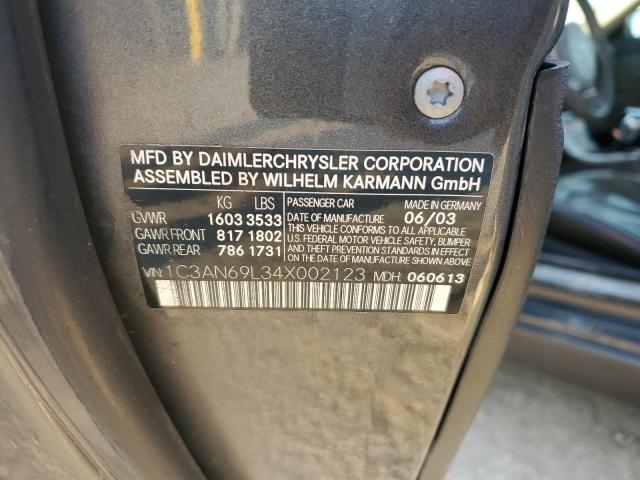 MFD BY DAIMLERCHRYSLER CORPORATION
ASSEMBLED BY WILHELM KARMANN GmbH
KG LBS PASSENGER CAR MADE IN GERMANY
GVWR 1603 3533 DATE OF MANUFACTURE 06/03
GAWR FRONT 817 1802 THIS VEHICLE CONFORMS TO ALL APPLICABLE
GAWR REAR 786 1731 U.S. FEDERAL MOTOR VEHICLE SAFETY, BUMPER
AND THEFT PREVENTION STANDARDS IN EFFECT
ON THE DATE OF MANUFACTURE SHOWN ABOVE.
VIN: 1C3AN69L34X002123 MDH: 060613